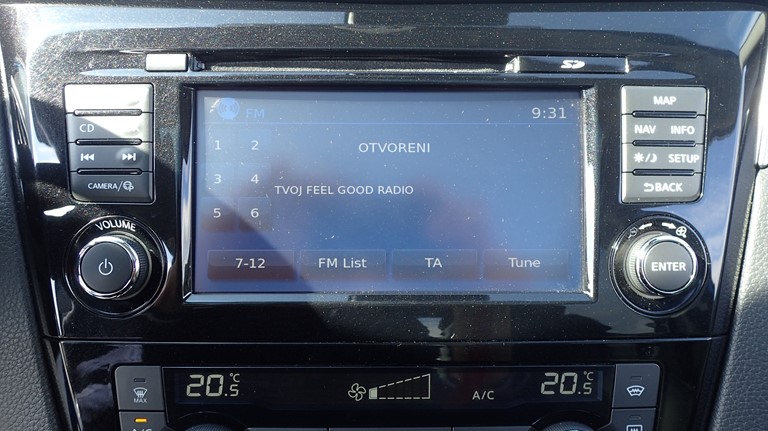 SD
FM 9:31
1 2
OTVORENI
3 4
TVOJ FEEL GOOD RADIO
5 6
7-12 FM List TA Tune
CD
CAMERA/
VOLUME
MAP
NAV INFO
SETUP
BACK
ENTER
20.5 °C
A/C
20.5 °C
MAX
A/C